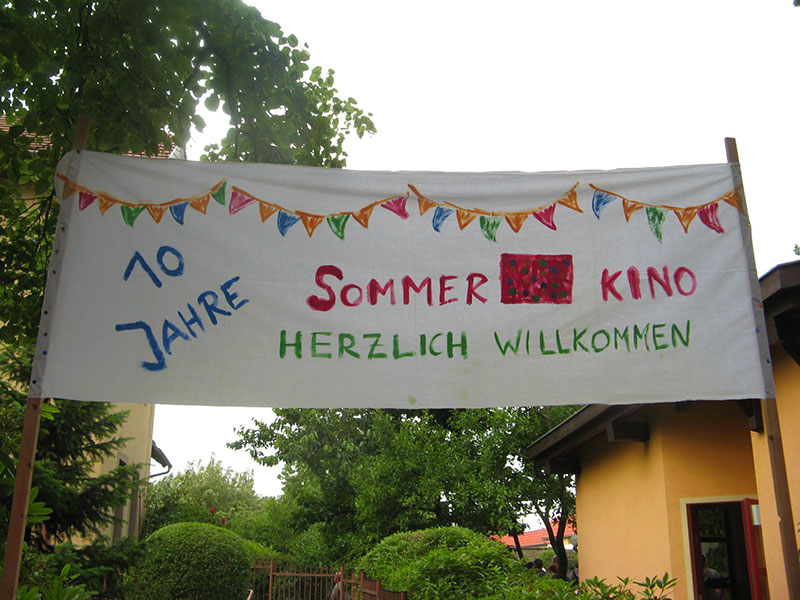 10
JAHRE
SOMMER KINO
HERZLICH WILLKOMMEN